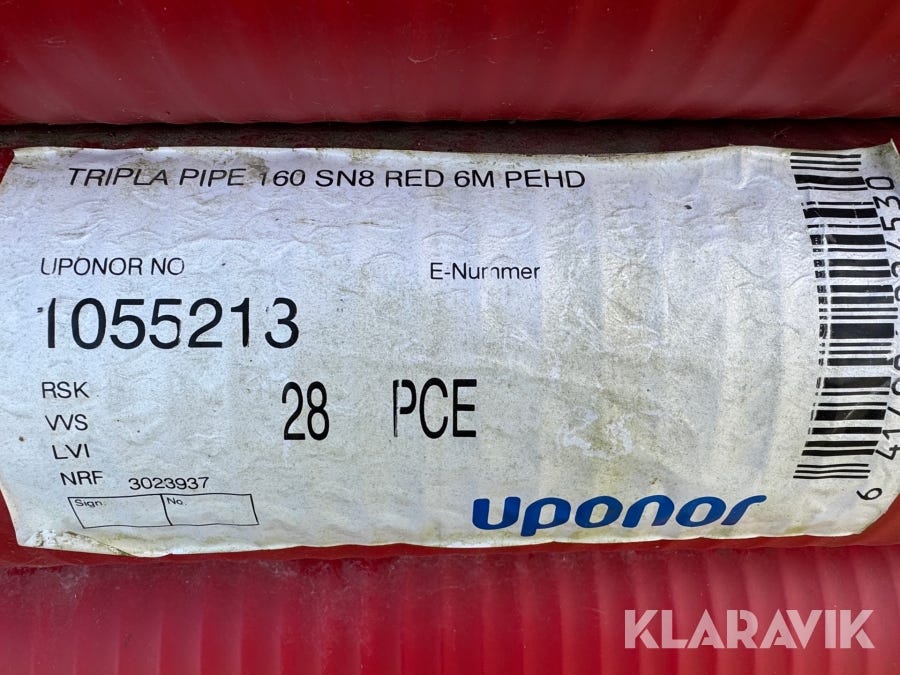 TRIPLA PIPE 160 SN8 RED 6M PEHD
UPONOR NO
E-Nummer
1055213
RSK
28 PCE
VVS
LVI
NRF 3023937
Sign. No.
uponor
KLARAVIK